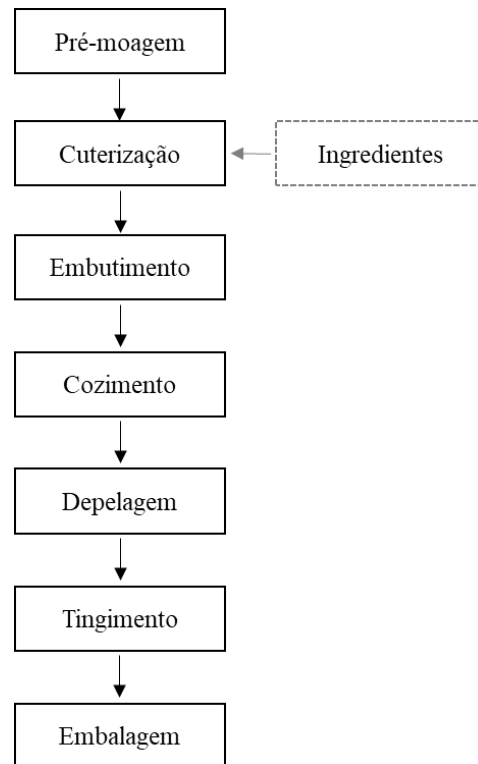 Pré-moagem
Cuterização
Ingredientes
Embutimento
Cozimento
Depelagem
Tingimento
Embalagem